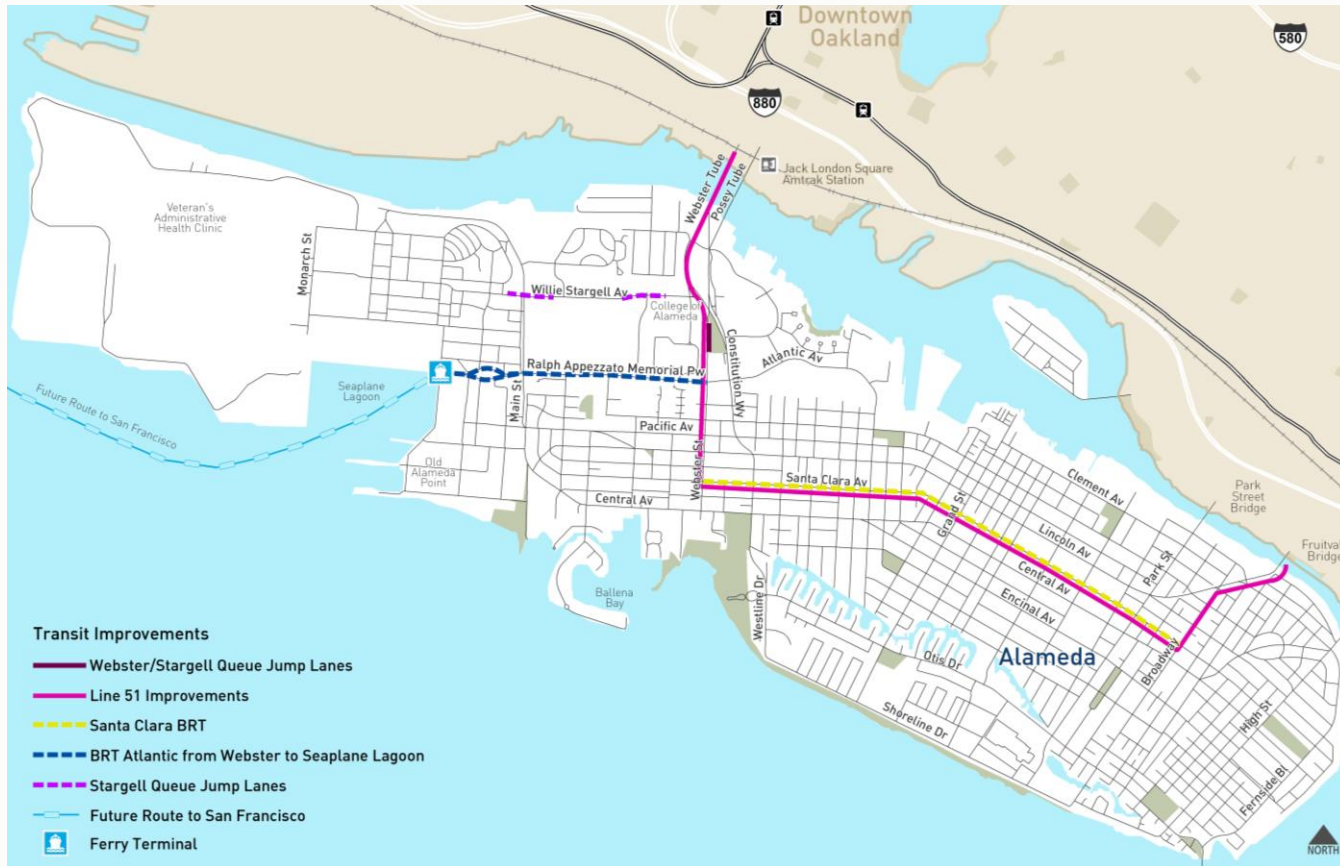 Downtown
Oakland
580
880
Jack London Square
Amtrak Station
Webster Tube
Posey Tube
Veteran's
Administrative
Health Clinic
Monarch St
Willie Stargell Av
College of
Alameda
Constitution Wy
Atlantic Av
Ralph Appezzato Memorial Pw
Seaplane
Lagoon
Main St
Future Route to San Francisco
Pacific Av
Old
Alameda
Point
Webster St
Santa Clara Av
Central Av
Clement Av
Park
Street
Bridge
Grand St
Lincoln Av
Park St
Fruitval
Bridge
Central Av
Encinal Av
Ballena
Bay
Westline Dr
Otis Dr
Alameda
Broadway
High St
Shoreline Dr
Fernside Bl
Transit Improvements
Webster/Stargell Queue Jump Lanes
Line 51 Improvements
Santa Clara BRT
BRT Atlantic from Webster to Seaplane Lagoon
Stargell Queue Jump Lanes
Future Route to San Francisco
Ferry Terminal
NORTH